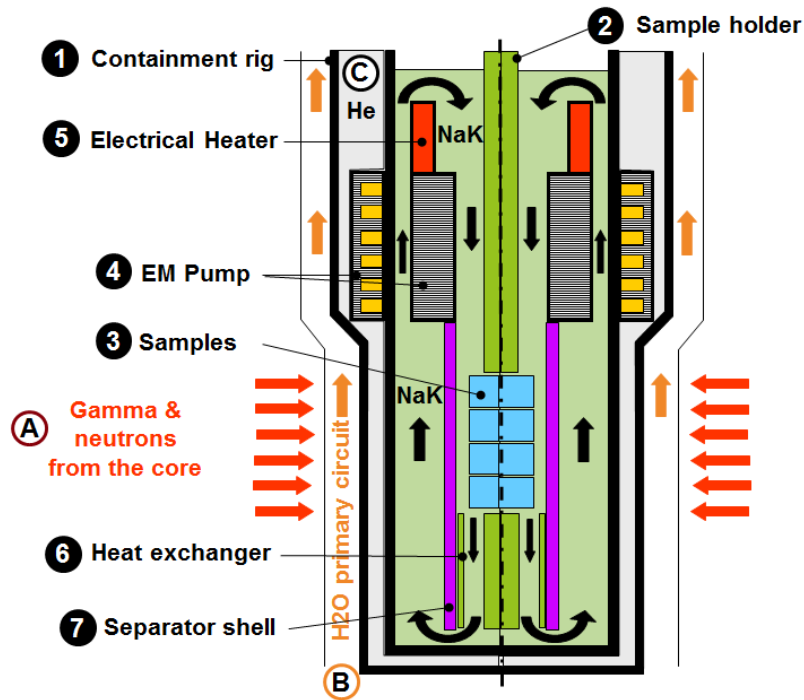 2 Sample holder
1 Containment rig
C
He
5 Electrical Heater
NaK
4 EM Pump
3 Samples
NaK
A Gamma &
neutrons
from the core
H2O primary circuit
6 Heat exchanger
7 Separator shell
B